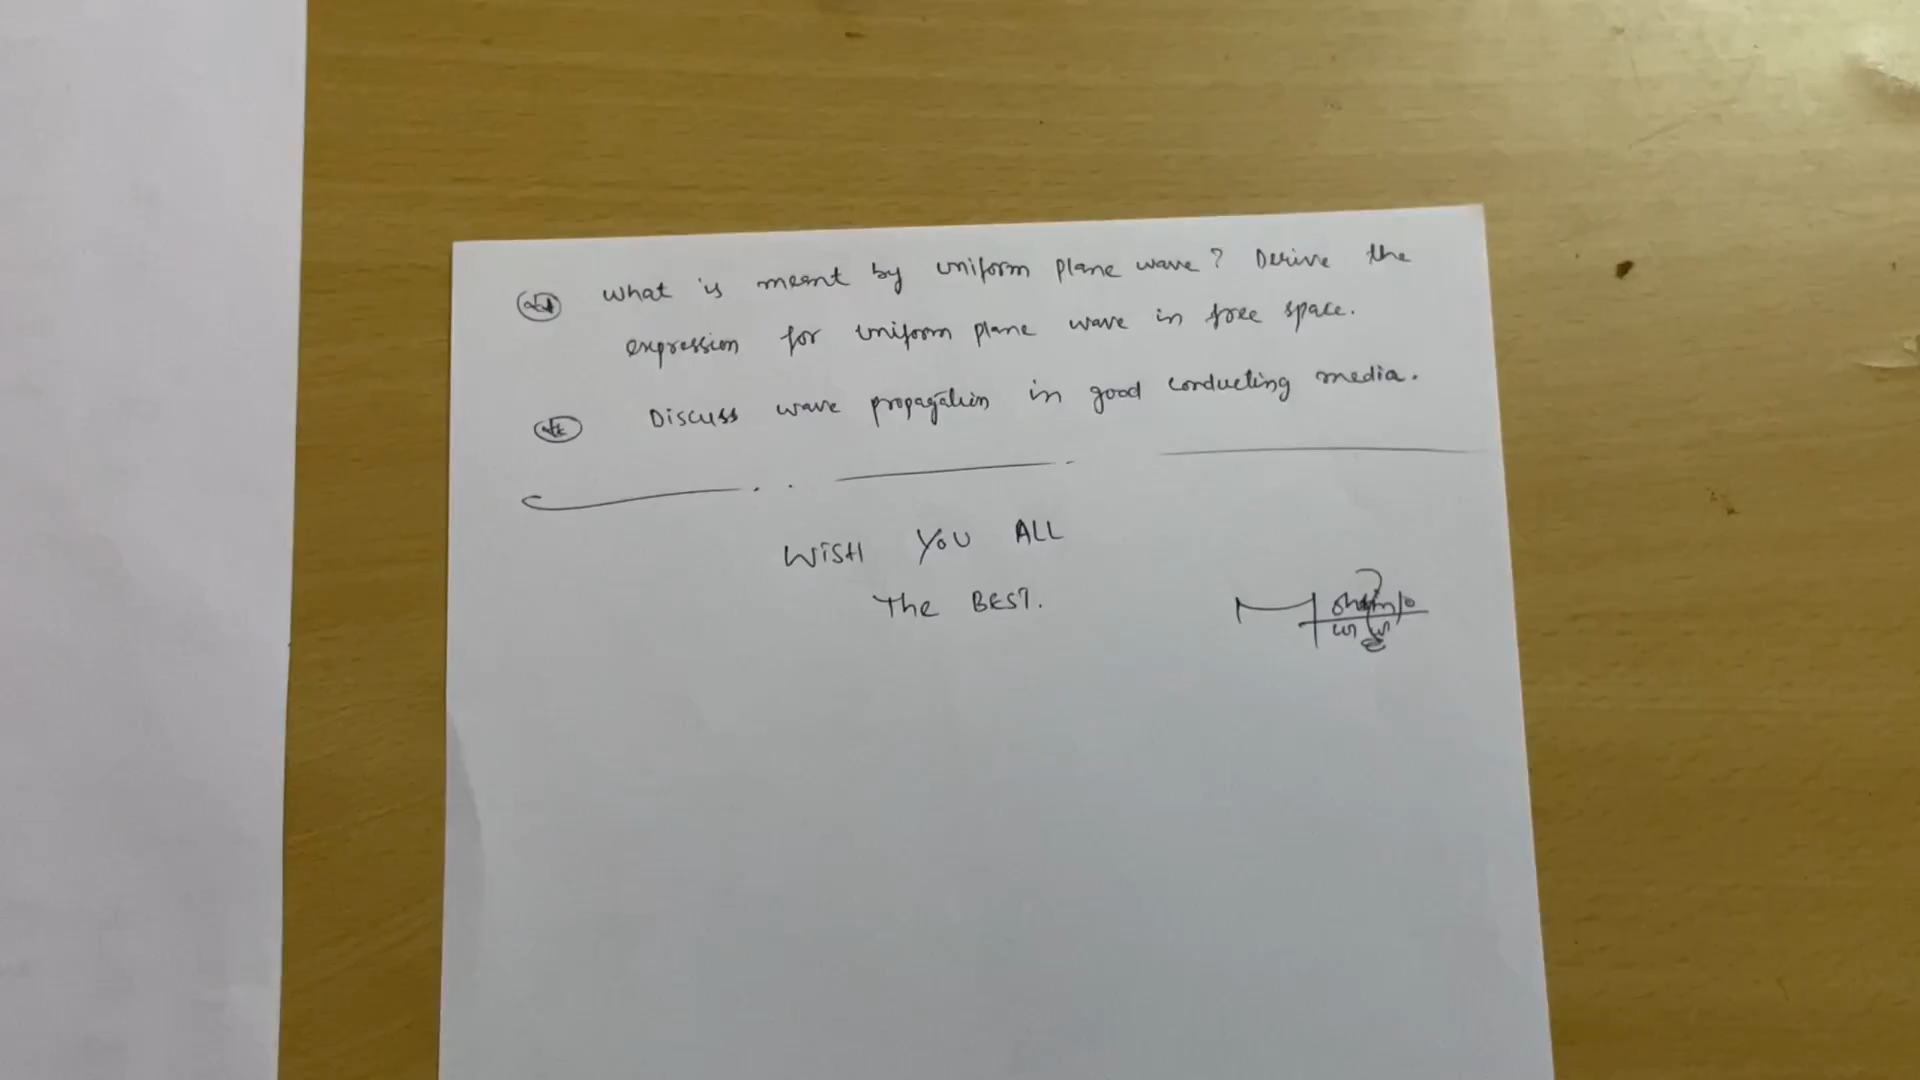 What is meant by uniform plane wave? Derive the
expression for uniform plane wave in free space.
Discuss wave propagation in good conducting media.
WISH YOU ALL
The BEST.